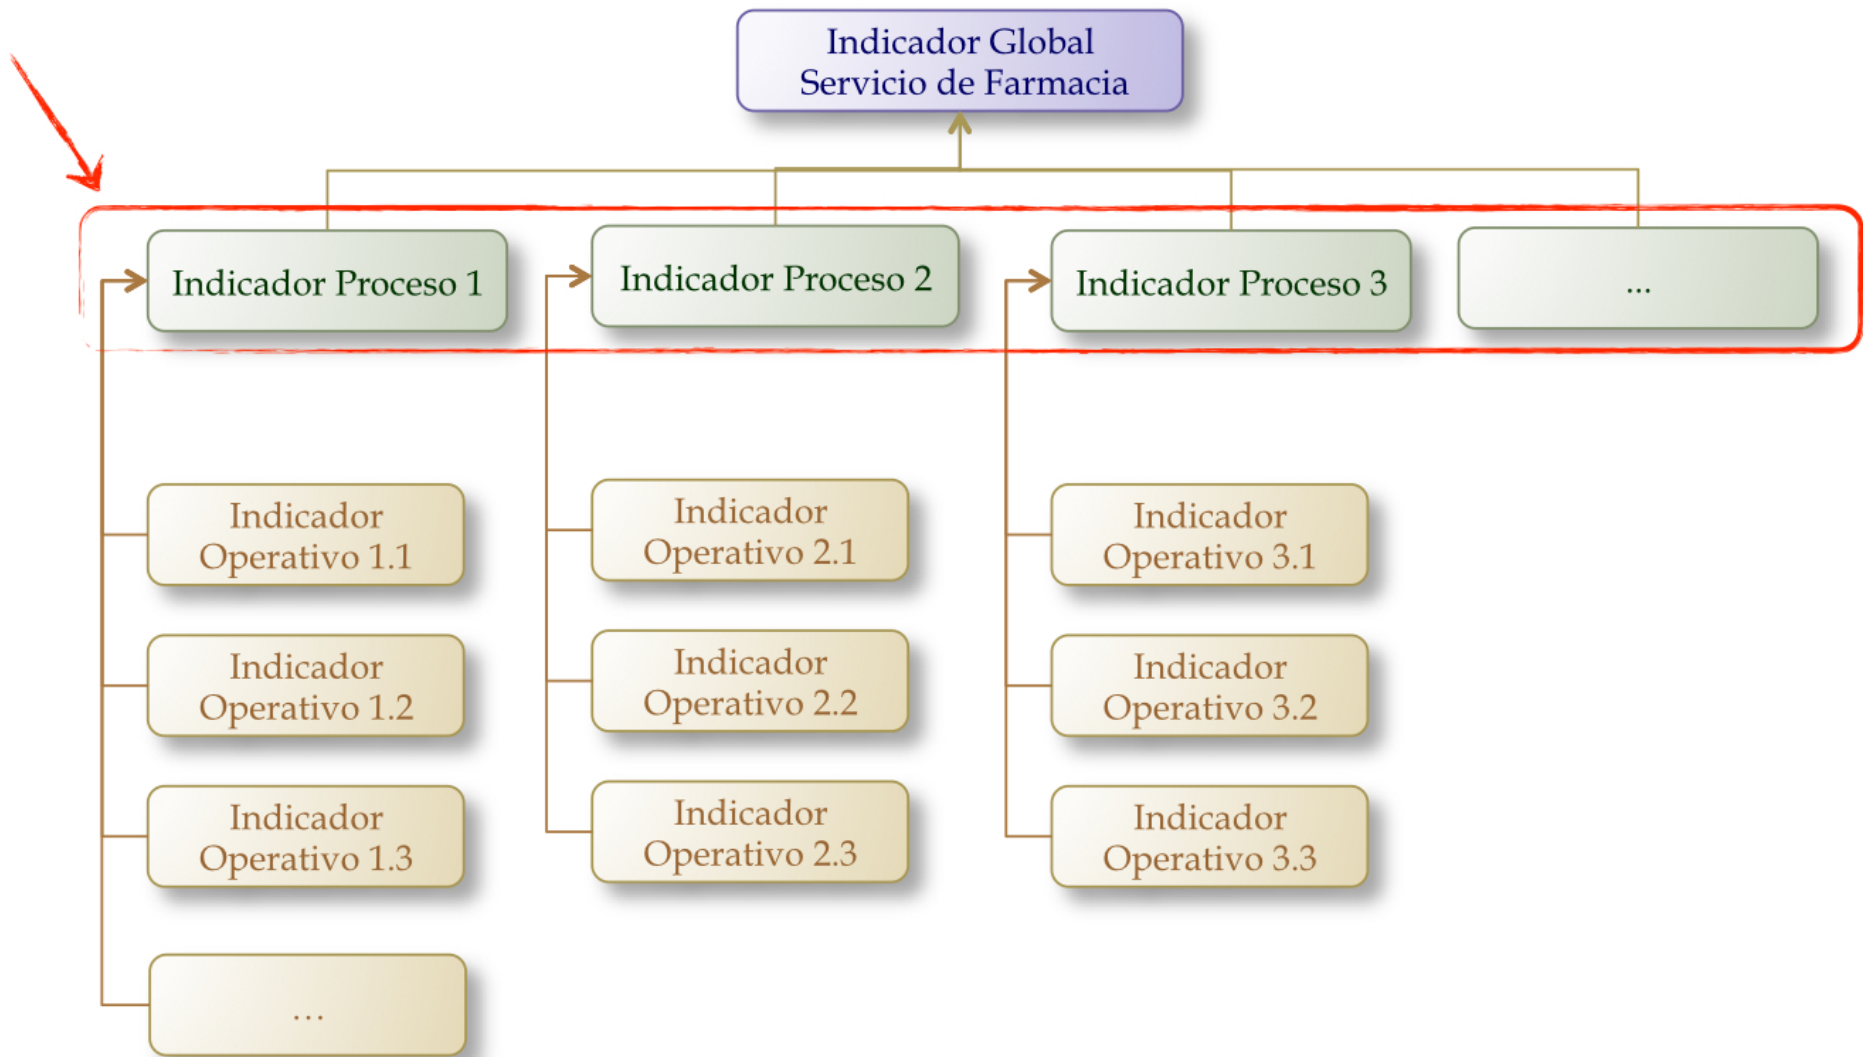 Indicador Global
Servicio de Farmacia
Indicador Proceso 1
Indicador Proceso 2
Indicador Proceso 3
...
Indicador
Operativo 1.1
Indicador
Operativo 2.1
Indicador
Operativo 3.1
Indicador
Operativo 1.2
Indicador
Operativo 2.2
Indicador
Operativo 3.2
Indicador
Operativo 1.3
Indicador
Operativo 2.3
Indicador
Operativo 3.3
...